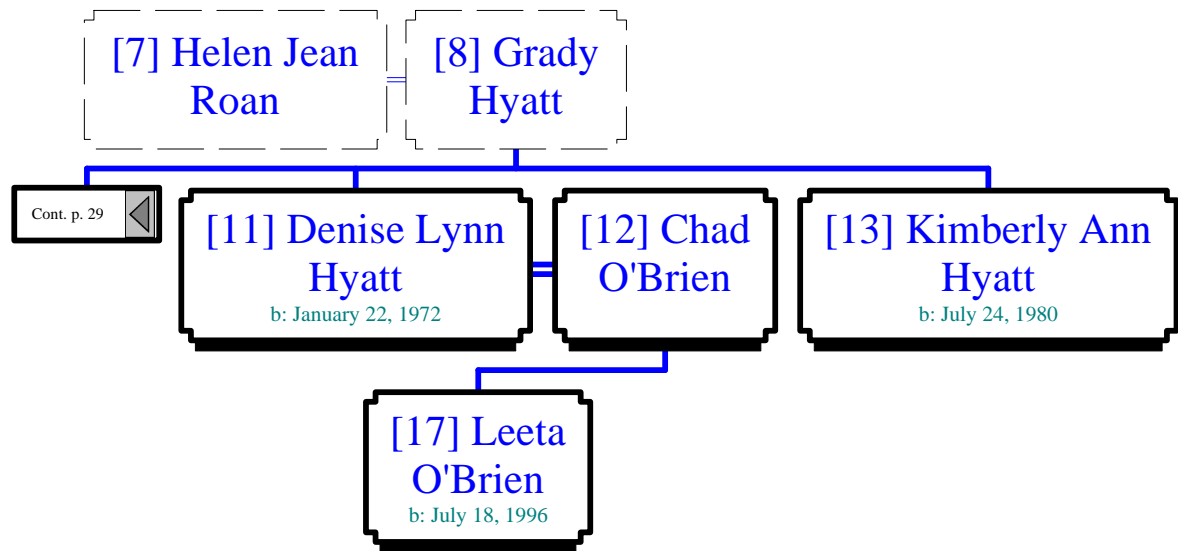 [7] Helen Jean
Roan
[8] Grady
Hyatt
Cont. p. 29
[11] Denise Lynn
Hyatt
b: January 22, 1972
[12] Chad
O'Brien
[13] Kimberly Ann
Hyatt
b: July 24, 1980
[17] Leeta
O'Brien
b: July 18, 1996